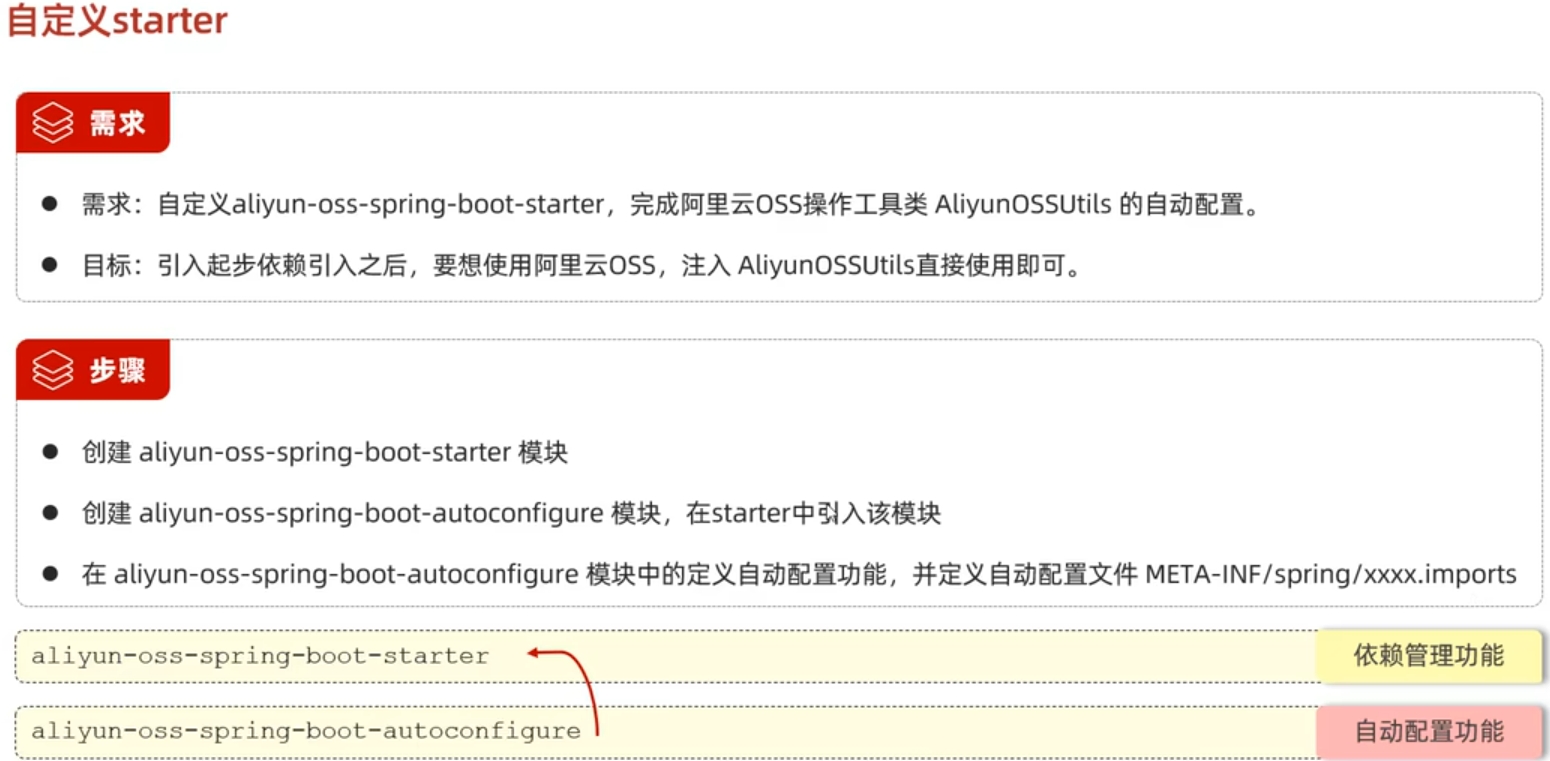 自定义starter
需求
需求：自定义aliyun-oss-spring-boot-starter，完成阿里云OSS操作工具类 AliyunOSSUtils 的自动配置。
目标：引入起步依赖引入之后，要想使用阿里云OSS，注入 AliyunOSSUtils直接使用即可。
步骤
创建 aliyun-oss-spring-boot-starter 模块
创建 aliyun-oss-spring-boot-autoconfigure 模块，在starter中引入该模块
在 aliyun-oss-spring-boot-autoconfigure 模块中的定义自动配置功能，并定义自动配置文件 META-INF/spring/xxxx.imports
aliyun-oss-spring-boot-starter 依赖管理功能
aliyun-oss-spring-boot-autoconfigure 自动配置功能